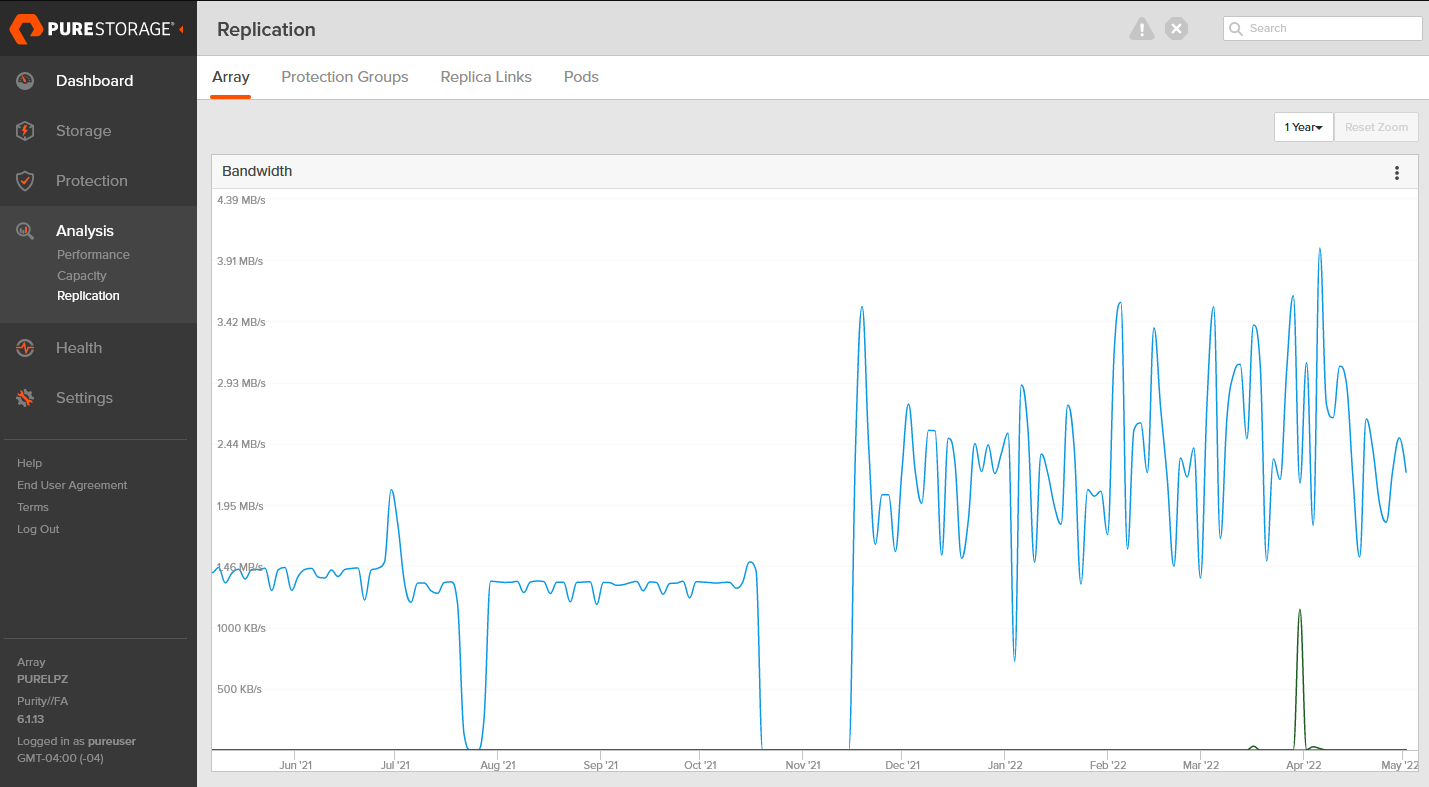 PURESTORAGE®
Replication
Search
Dashboard
Storage
Protection
Analysis
Performance
Capacity
Replication
Health
Settings
Help
End User Agreement
Terms
Log Out
Array
PURELPZ
Purity//FA
6.1.13
Logged in as pureuser
GMT-04:00 (-04)
Array Protection Groups Replica Links Pods
1 Year Reset Zoom
Bandwidth
4.39 MB/s
3.91 MB/s
3.42 MB/s
2.93 MB/s
2.44 MB/s
1.95 MB/s
1.46 MB/s
1000 KB/s
500 KB/s
Jun '21 Jul '21 Aug '21 Sep '21 Oct '21 Nov '21 Dec '21 Jan '22 Feb '22 Mar '22 Apr '22 May '22